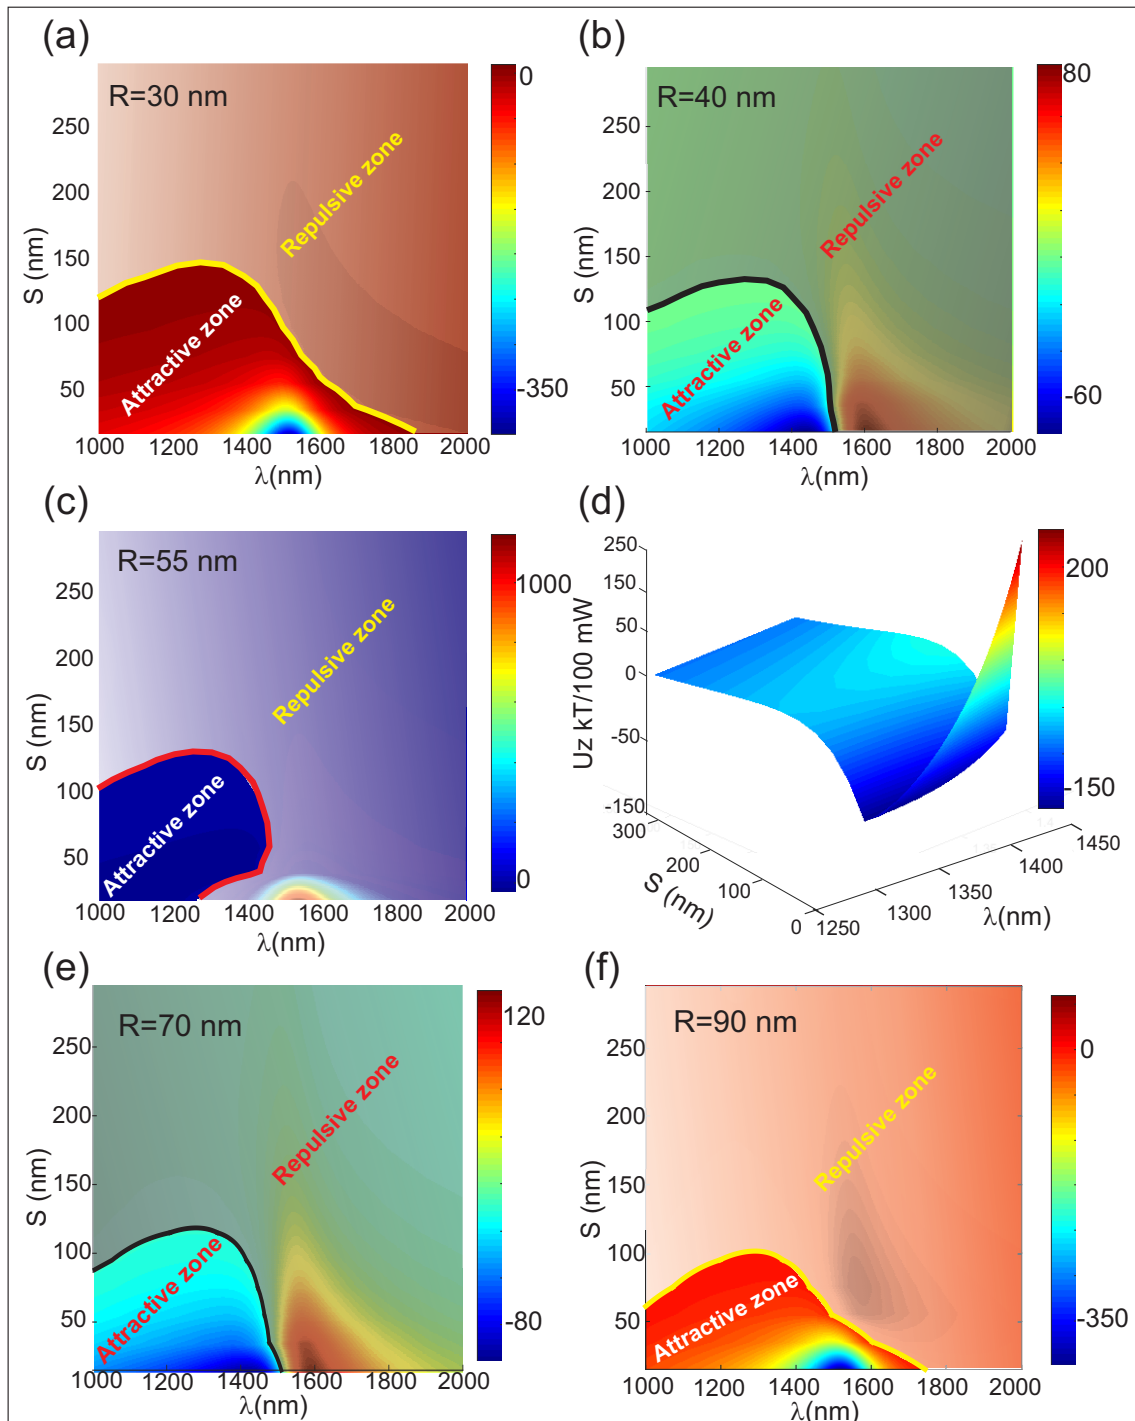 (a)
R=30 nm
Repulsive zone
Attractive zone
S (nm)
250
200
150
100
50
1000 1200 1400 1600 1800 2000
λ(nm)
0
-350
(b)
R=40 nm
Repulsive zone
Attractive zone
S (nm)
250
200
150
100
50
1000 1200 1400 1600 1800 2000
λ(nm)
80
-60
(c)
R=55 nm
Repulsive zone
Attractive zone
S (nm)
250
200
150
100
50
1000 1200 1400 1600 1800 2000
λ(nm)
1000
0
(d)
Uz kT/100 mW
250
150
50
0
-50
-150
300
200
100
0
S (nm)
1250
1300
1350
1400
1450
λ(nm)
200
-150
(e)
R=70 nm
Repulsive zone
Attractive zone
S (nm)
250
200
150
100
50
1000 1200 1400 1600 1800 2000
λ(nm)
120
-80
(f)
R=90 nm
Repulsive zone
Attractive zone
S (nm)
250
200
150
100
50
1000 1200 1400 1600 1800 2000
λ(nm)
0
-350